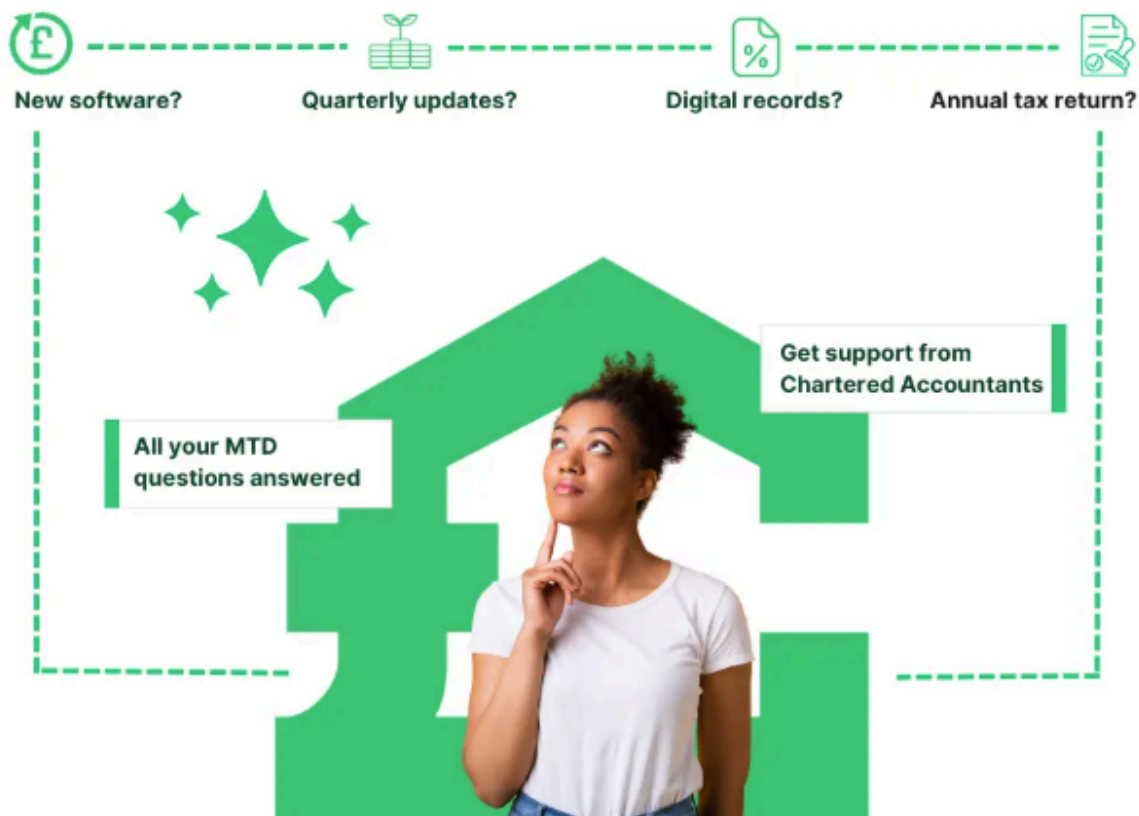 New software?
Quarterly updates?
Digital records?
Annual tax return?
Get support from
Chartered Accountants
All your MTD
questions answered